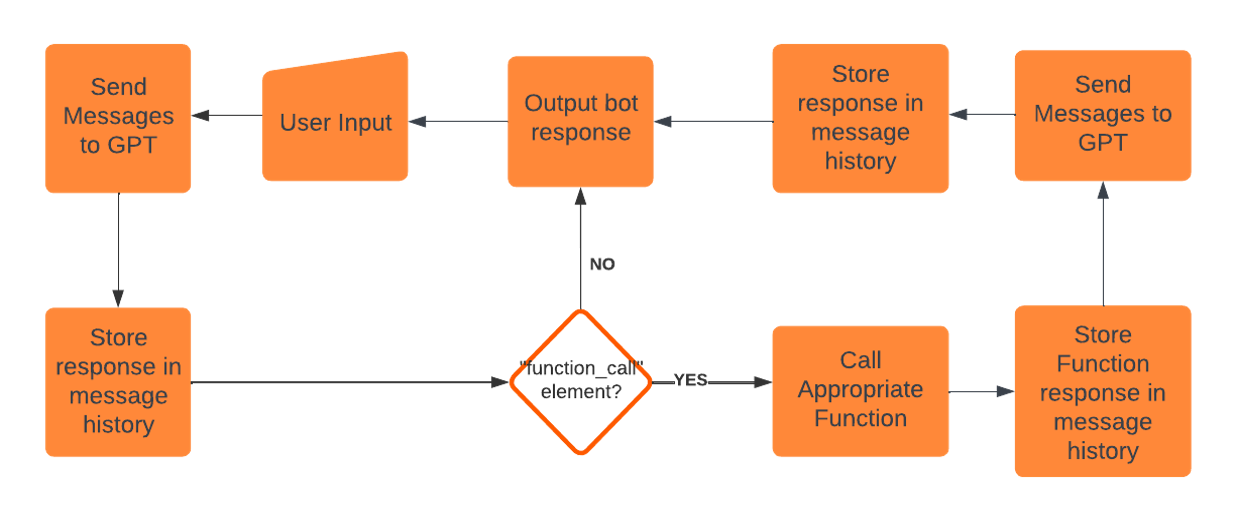 Send
Messages
to GPT
User Input
Output bot
response
Store
response in
message
history
Send
Messages to
GPT
NO
Store
response in
message
history
"function_call"
element?
YES
Call
Appropriate
Function
Store
Function
response in
message
history